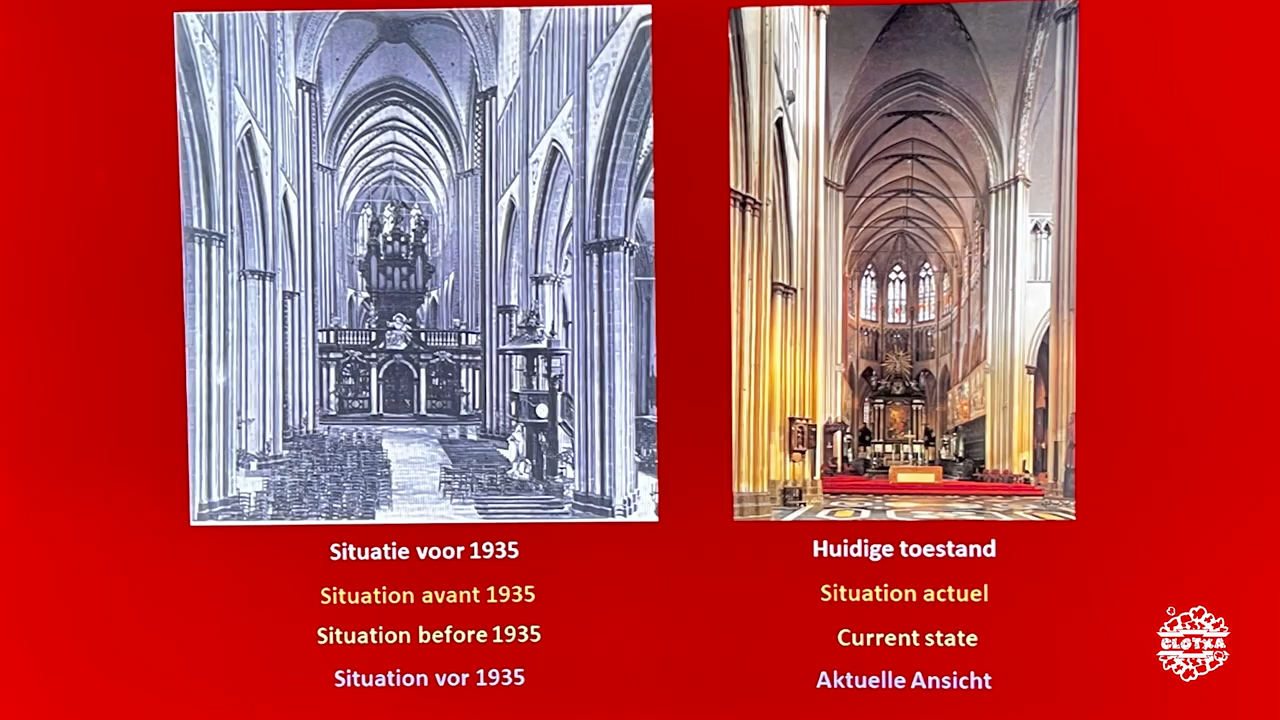 Situatie voor 1935
Situation avant 1935
Situation before 1935
Situation vor 1935
Huidige toestand
Situation actuel
Current state
Aktuelle Ansicht
GLOTXA